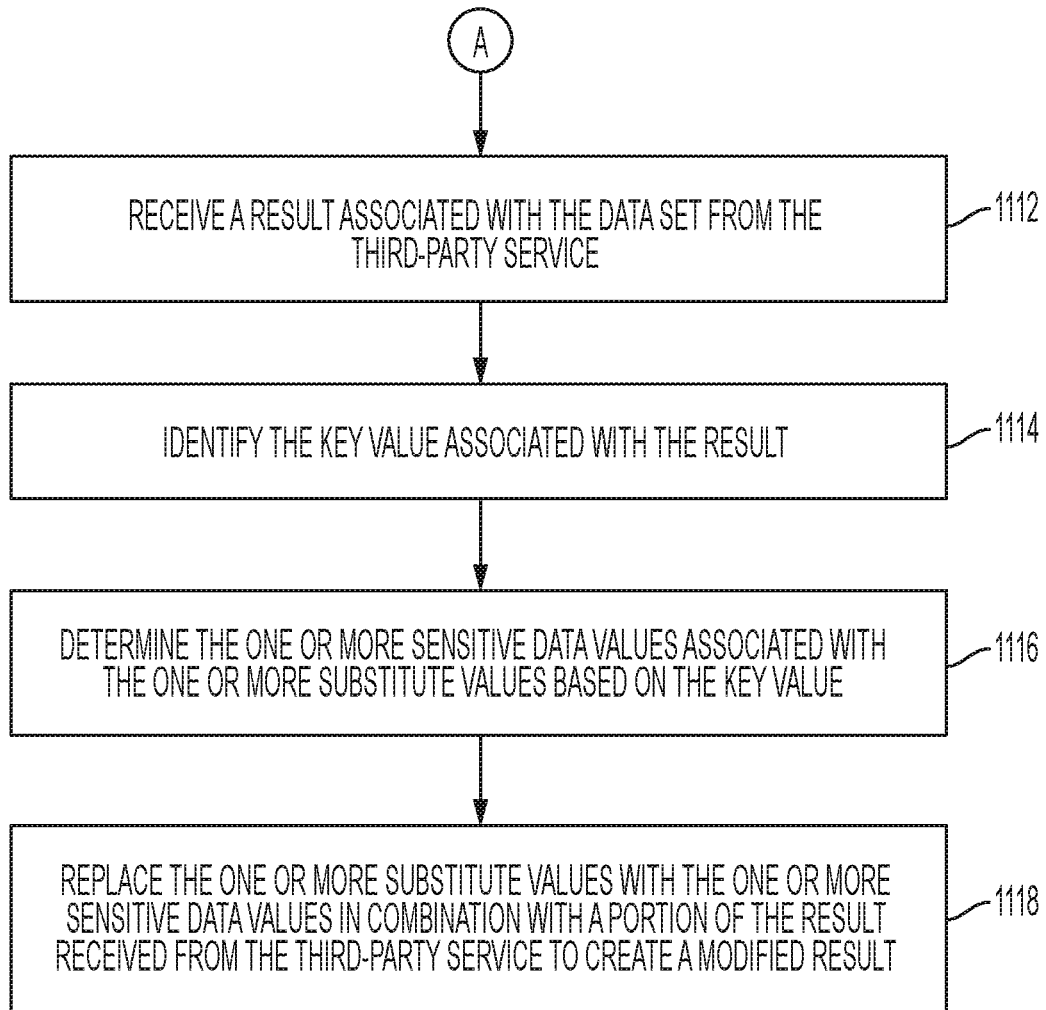 A
RECEIVE A RESULT ASSOCIATED WITH THE DATA SET FROM THE
THIRD-PARTY SERVICE
1112
IDENTIFY THE KEY VALUE ASSOCIATED WITH THE RESULT
1114
DETERMINE THE ONE OR MORE SENSITIVE DATA VALUES ASSOCIATED WITH
THE ONE OR MORE SUBSTITUTE VALUES BASED ON THE KEY VALUE
1116
REPLACE THE ONE OR MORE SUBSTITUTE VALUES WITH THE ONE OR MORE
SENSITIVE DATA VALUES IN COMBINATION WITH A PORTION OF THE RESULT
RECEIVED FROM THE THIRD-PARTY SERVICE TO CREATE A MODIFIED RESULT
1118